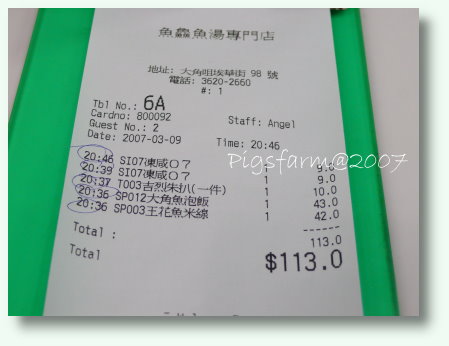 魚鱻魚湯專門店
地址: 大角咀埃華街 98 號
電話: 3620-2660
#: 1
Tbl No.: 6A
Cardno: 800092 Staff: Angel
Guest No.: 2
Date: 2007-03-09 Time: 20:46
20:46 SI07凍咸07 1 9.0
20:39 SI07凍咸07 1 9.0
20:37 T003吉烈朱扒(一件) 1 10.0
20:36 SP012大角魚泡飯 1 43.0
20:36 SP003王花魚米線 1 42.0
Total : 113.0
Total $113.0
Pigsfarm@2007